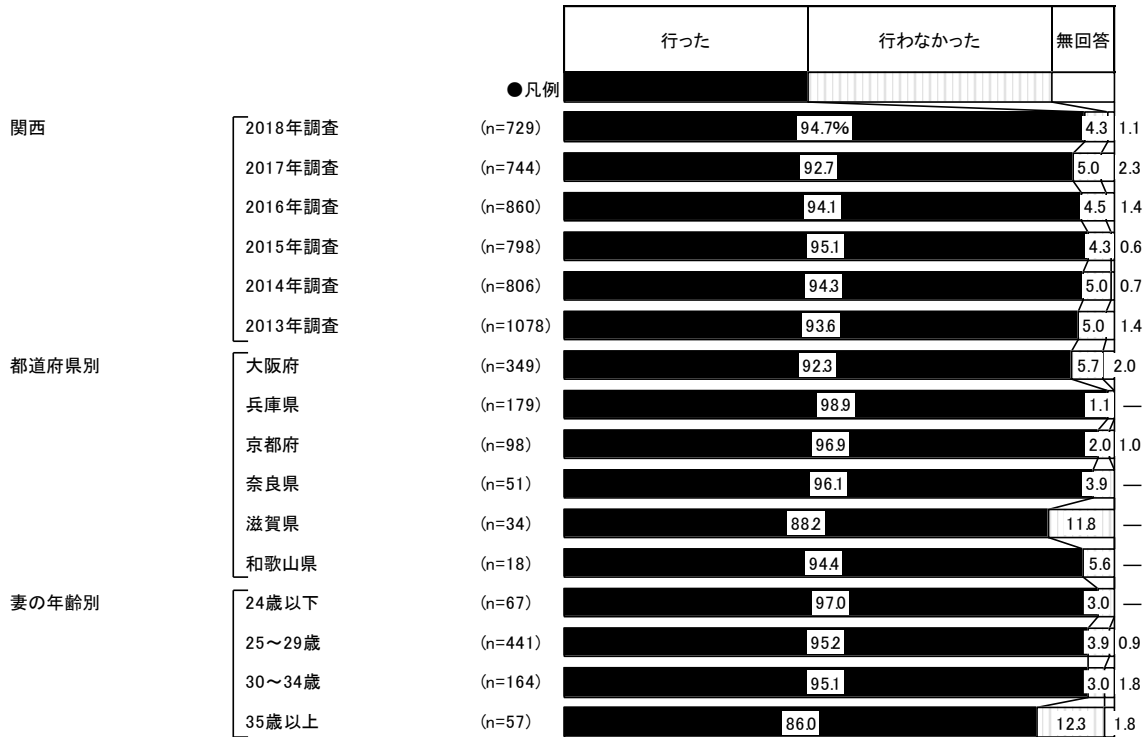 行った 行わなかった 無回答
●凡例
関西 2018年調査 (n=729) 94.7% 4.3 1.1
2017年調査 (n=744) 92.7 5.0 2.3
2016年調査 (n=860) 94.1 4.5 1.4
2015年調査 (n=798) 95.1 4.3 0.6
2014年調査 (n=806) 94.3 5.0 0.7
2013年調査 (n=1078) 93.6 5.0 1.4
都道府県別 大阪府 (n=349) 92.3 5.7 2.0
兵庫県 (n=179) 98.9 1.1 —
京都府 (n=98) 96.9 2.0 1.0
奈良県 (n=51) 96.1 3.9 —
滋賀県 (n=34) 88.2 11.8 —
和歌山県 (n=18) 94.4 5.6 —
妻の年齢別 24歳以下 (n=67) 97.0 3.0 —
25～29歳 (n=441) 95.2 3.9 0.9
30～34歳 (n=164) 95.1 3.0 1.8
35歳以上 (n=57) 86.0 12.3 1.8